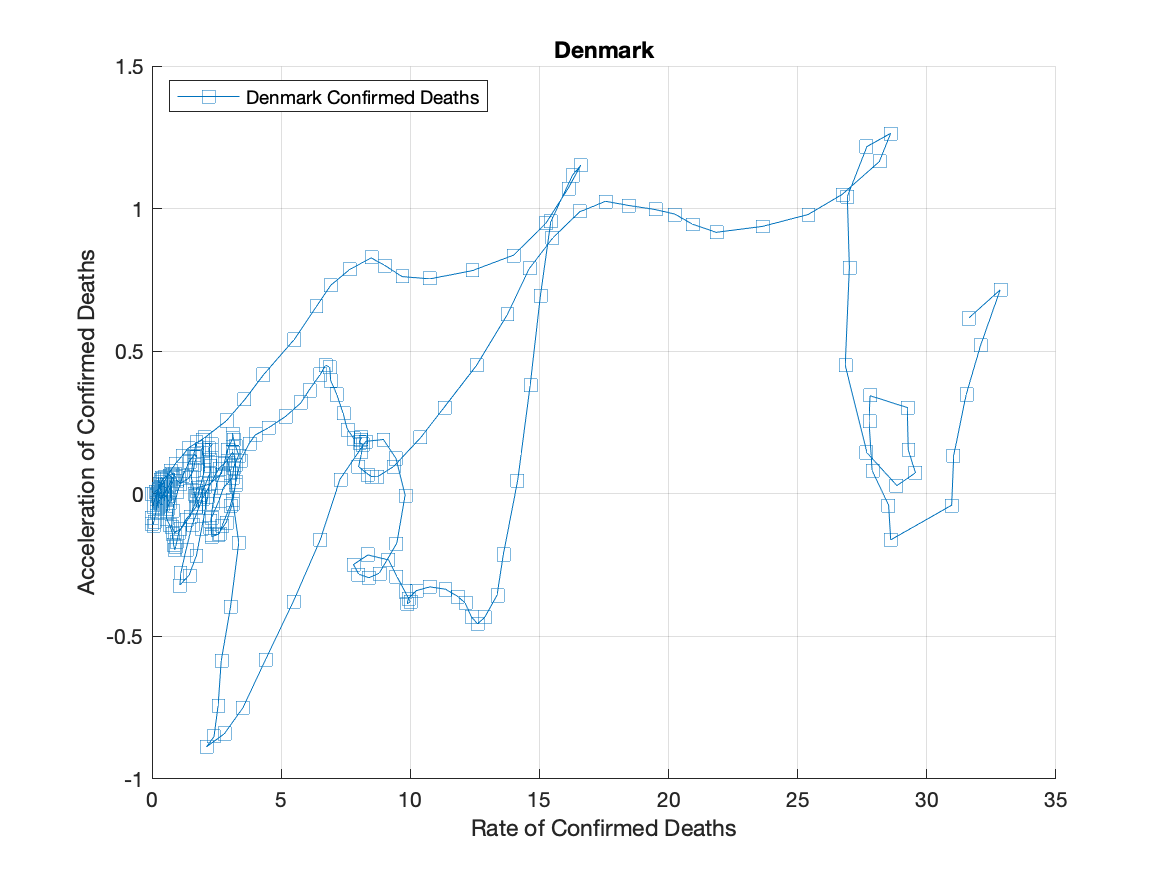 Denmark
1.5
Denmark Confirmed Deaths
1
0.5
0
-0.5
-1
Acceleration of Confirmed Deaths
0 5 10 15 20 25 30 35
Rate of Confirmed Deaths